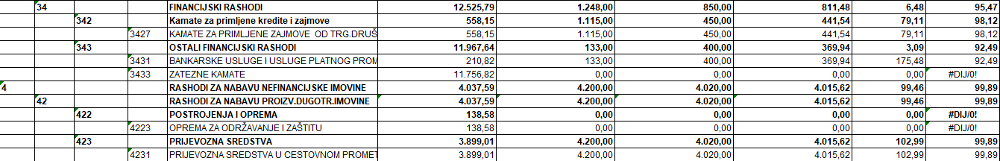 34 FINANCIJSKI RASHODI 12.525,79 1.248,00 850,00 811,48 6,48 95,47
342 Kamate za primljene kredite i zajmove 558,15 1.115,00 450,00 441,54 79,11 98,12
3427 KAMATE ZA PRIMLJENE ZAJMOVE OD TRG.DRUŠ 558,15 1.115,00 450,00 441,54 79,11 98,12
343 OSTALI FINANCIJSKI RASHODI 11.967,64 133,00 400,00 369,94 3,09 92,49
3431 BANKARSKE USLUGE I USLUGE PLATNOG PROM 210,82 133,00 400,00 369,94 175,48 92,49
3433 ZATEZNE KAMATE 11.756,82 0,00 0,00 0,00 0,00 #DIJ/0!
4 RASHODI ZA NABAVU NEFINANCIJSKE IMOVINE 4.037,59 4.200,00 4.020,00 4.015,62 99,46 99,89
42 RASHODI ZA NABAVU PROIZV.DUGOTR.IMOVINE 4.037,59 4.200,00 4.020,00 4.015,62 99,46 99,89
422 POSTROJENJA I OPREMA 138,58 0,00 0,00 0,00 0,00 #DIJ/0!
4223 OPREMA ZA ODRŽAVANJE I ZAŠTITU 138,58 0,00 0,00 0,00 0,00 #DIJ/0!
423 PRIJEVOZNA SREDSTVA 3.899,01 4.200,00 4.020,00 4.015,62 102,99 99,89
4231 PRIJEVOZNA SREDSTVA U CESTOVNOM PROMET 3.899,01 4.200,00 4.020,00 4.015,62 102,99 99,89